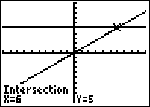 Intersection
X=6 Y=5